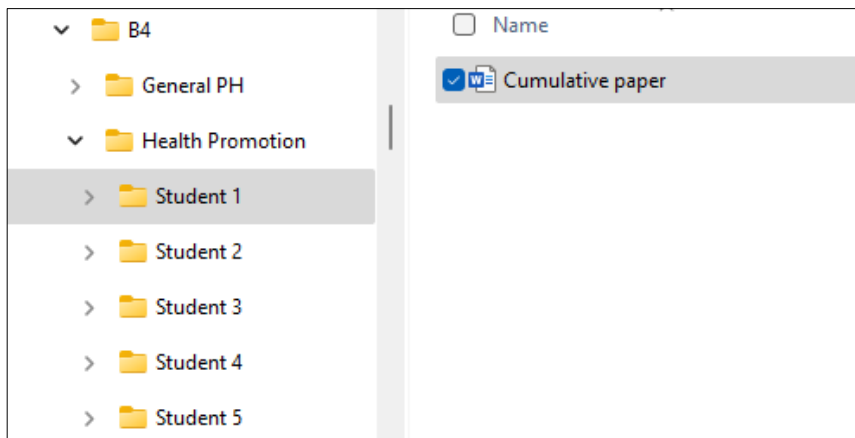 B4
General PH
Health Promotion
Student 1
Student 2
Student 3
Student 4
Student 5
Name
Cumulative paper